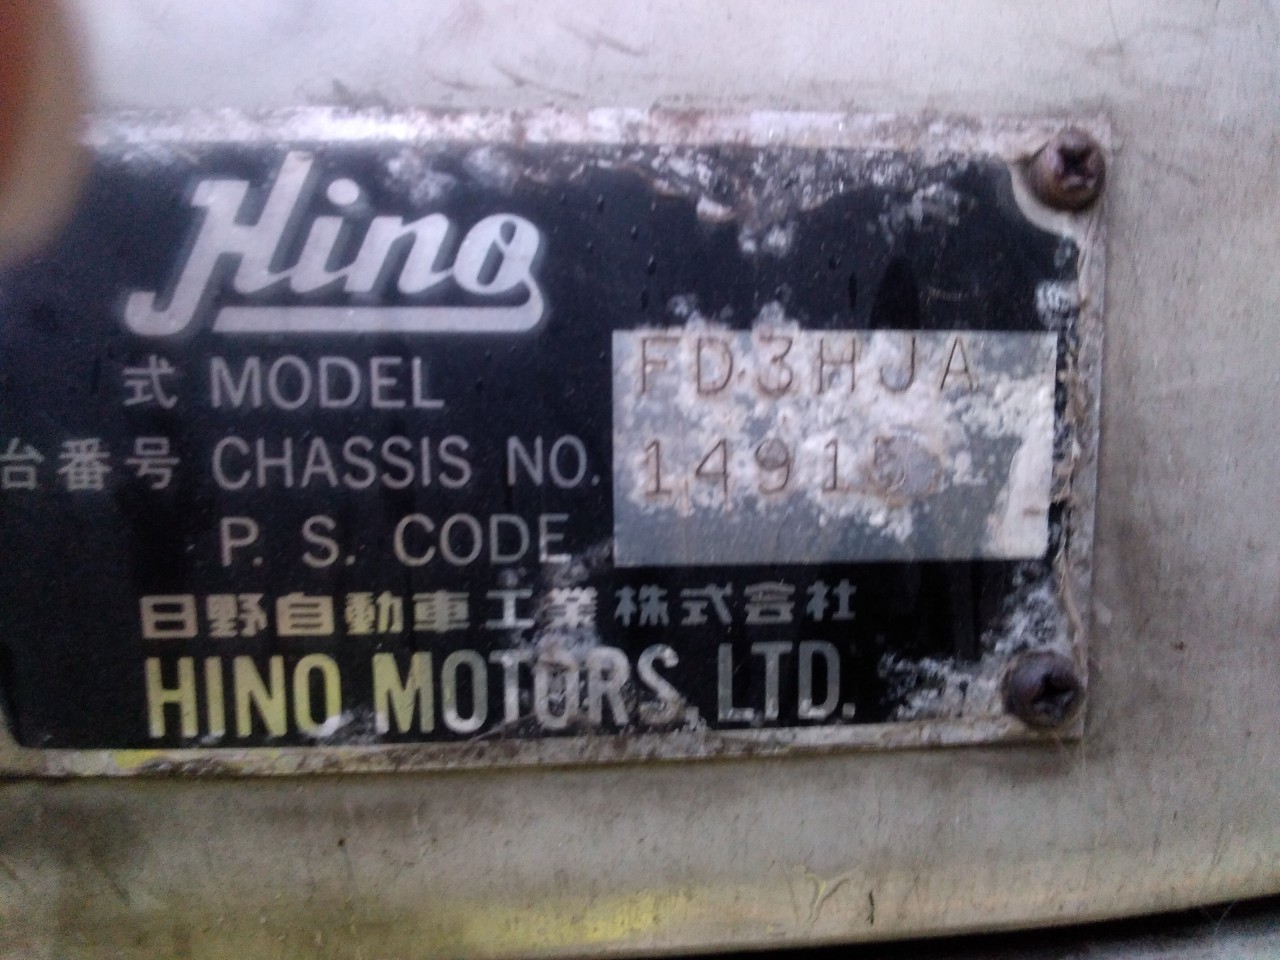 Hino
式 MODEL FD3HJA
台番号 CHASSIS NO.
P. S. CODE
日野自動車工業株式会社
HINO MOTORS, LTD.